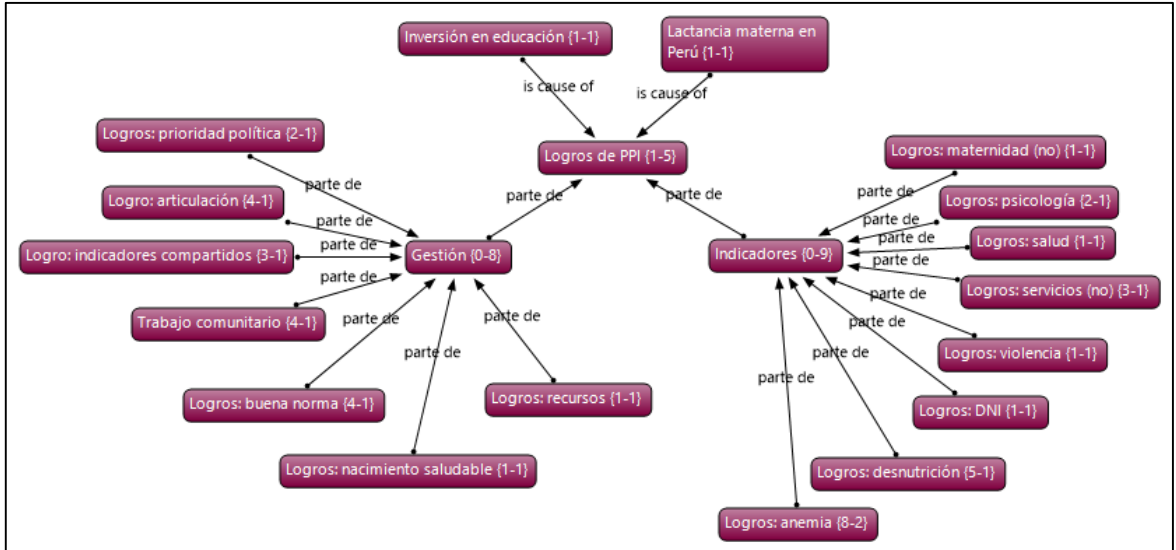 Inversión en educación {1-1}
Lactancia materna en
Perú {1-1}
is cause of
is cause of
Logros: prioridad política {2-1}
Logros de PPI {1-5}
Logros: maternidad (no) {1-1}
parte de
parte de
parte de
parte de
Logro: articulación {4-1}
Logros: psicología {2-1}
parte de
parte de
Logro: indicadores compartidos {3-1}
parte de
Gestión {0-8}
Indicadores {0-9}
parte de
Logros: salud {1-1}
parte de
parte de
Logros: servicios (no) {3-1}
Trabajo comunitario {4-1}
parte de
parte de
parte de
Logros: violencia {1-1}
parte de
parte de
Logros: buena norma {4-1}
Logros: recursos {1-1}
Logros: DNI {1-1}
Logros: nacimiento saludable {1-1}
Logros: desnutrición {5-1}
Logros: anemia {8-2}